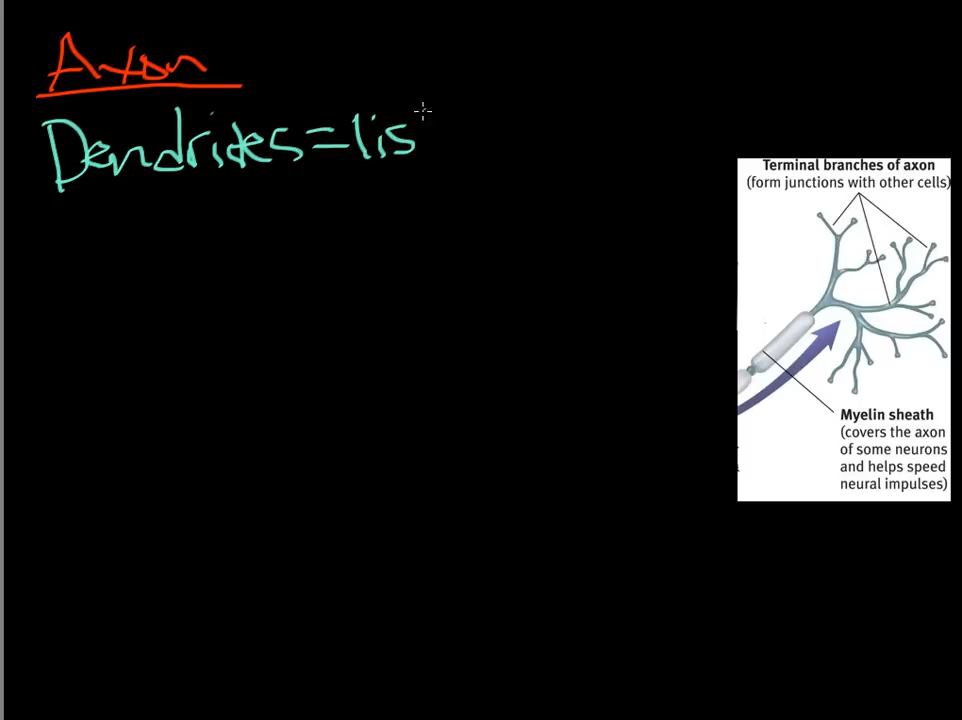 Axon
Dendrides=lis
Terminal branches of axon
(form junctions with other cells)
Myelin sheath
(covers the axon
of some neurons
and helps speed
neural impulses)